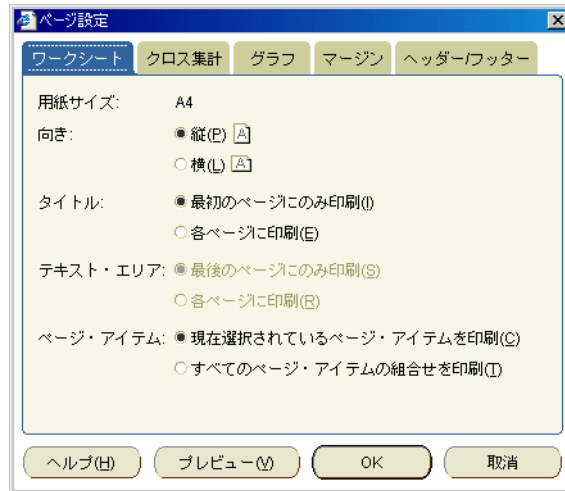 ページ設定
ワークシート クロス集計 グラフ マージン ヘッダー/フッター
用紙サイズ: A4
向き: 縦(P) A
横(L) A
タイトル: 最初のページにのみ印刷(I)
各ページに印刷(E)
テキスト・エリア: 最後のページにのみ印刷(S)
各ページに印刷(R)
ページ・アイテム: 現在選択されているページ・アイテムを印刷(C)
すべてのページ・アイテムの組合せを印刷(T)
ヘルプ(H) プレビュー(V) OK 取消